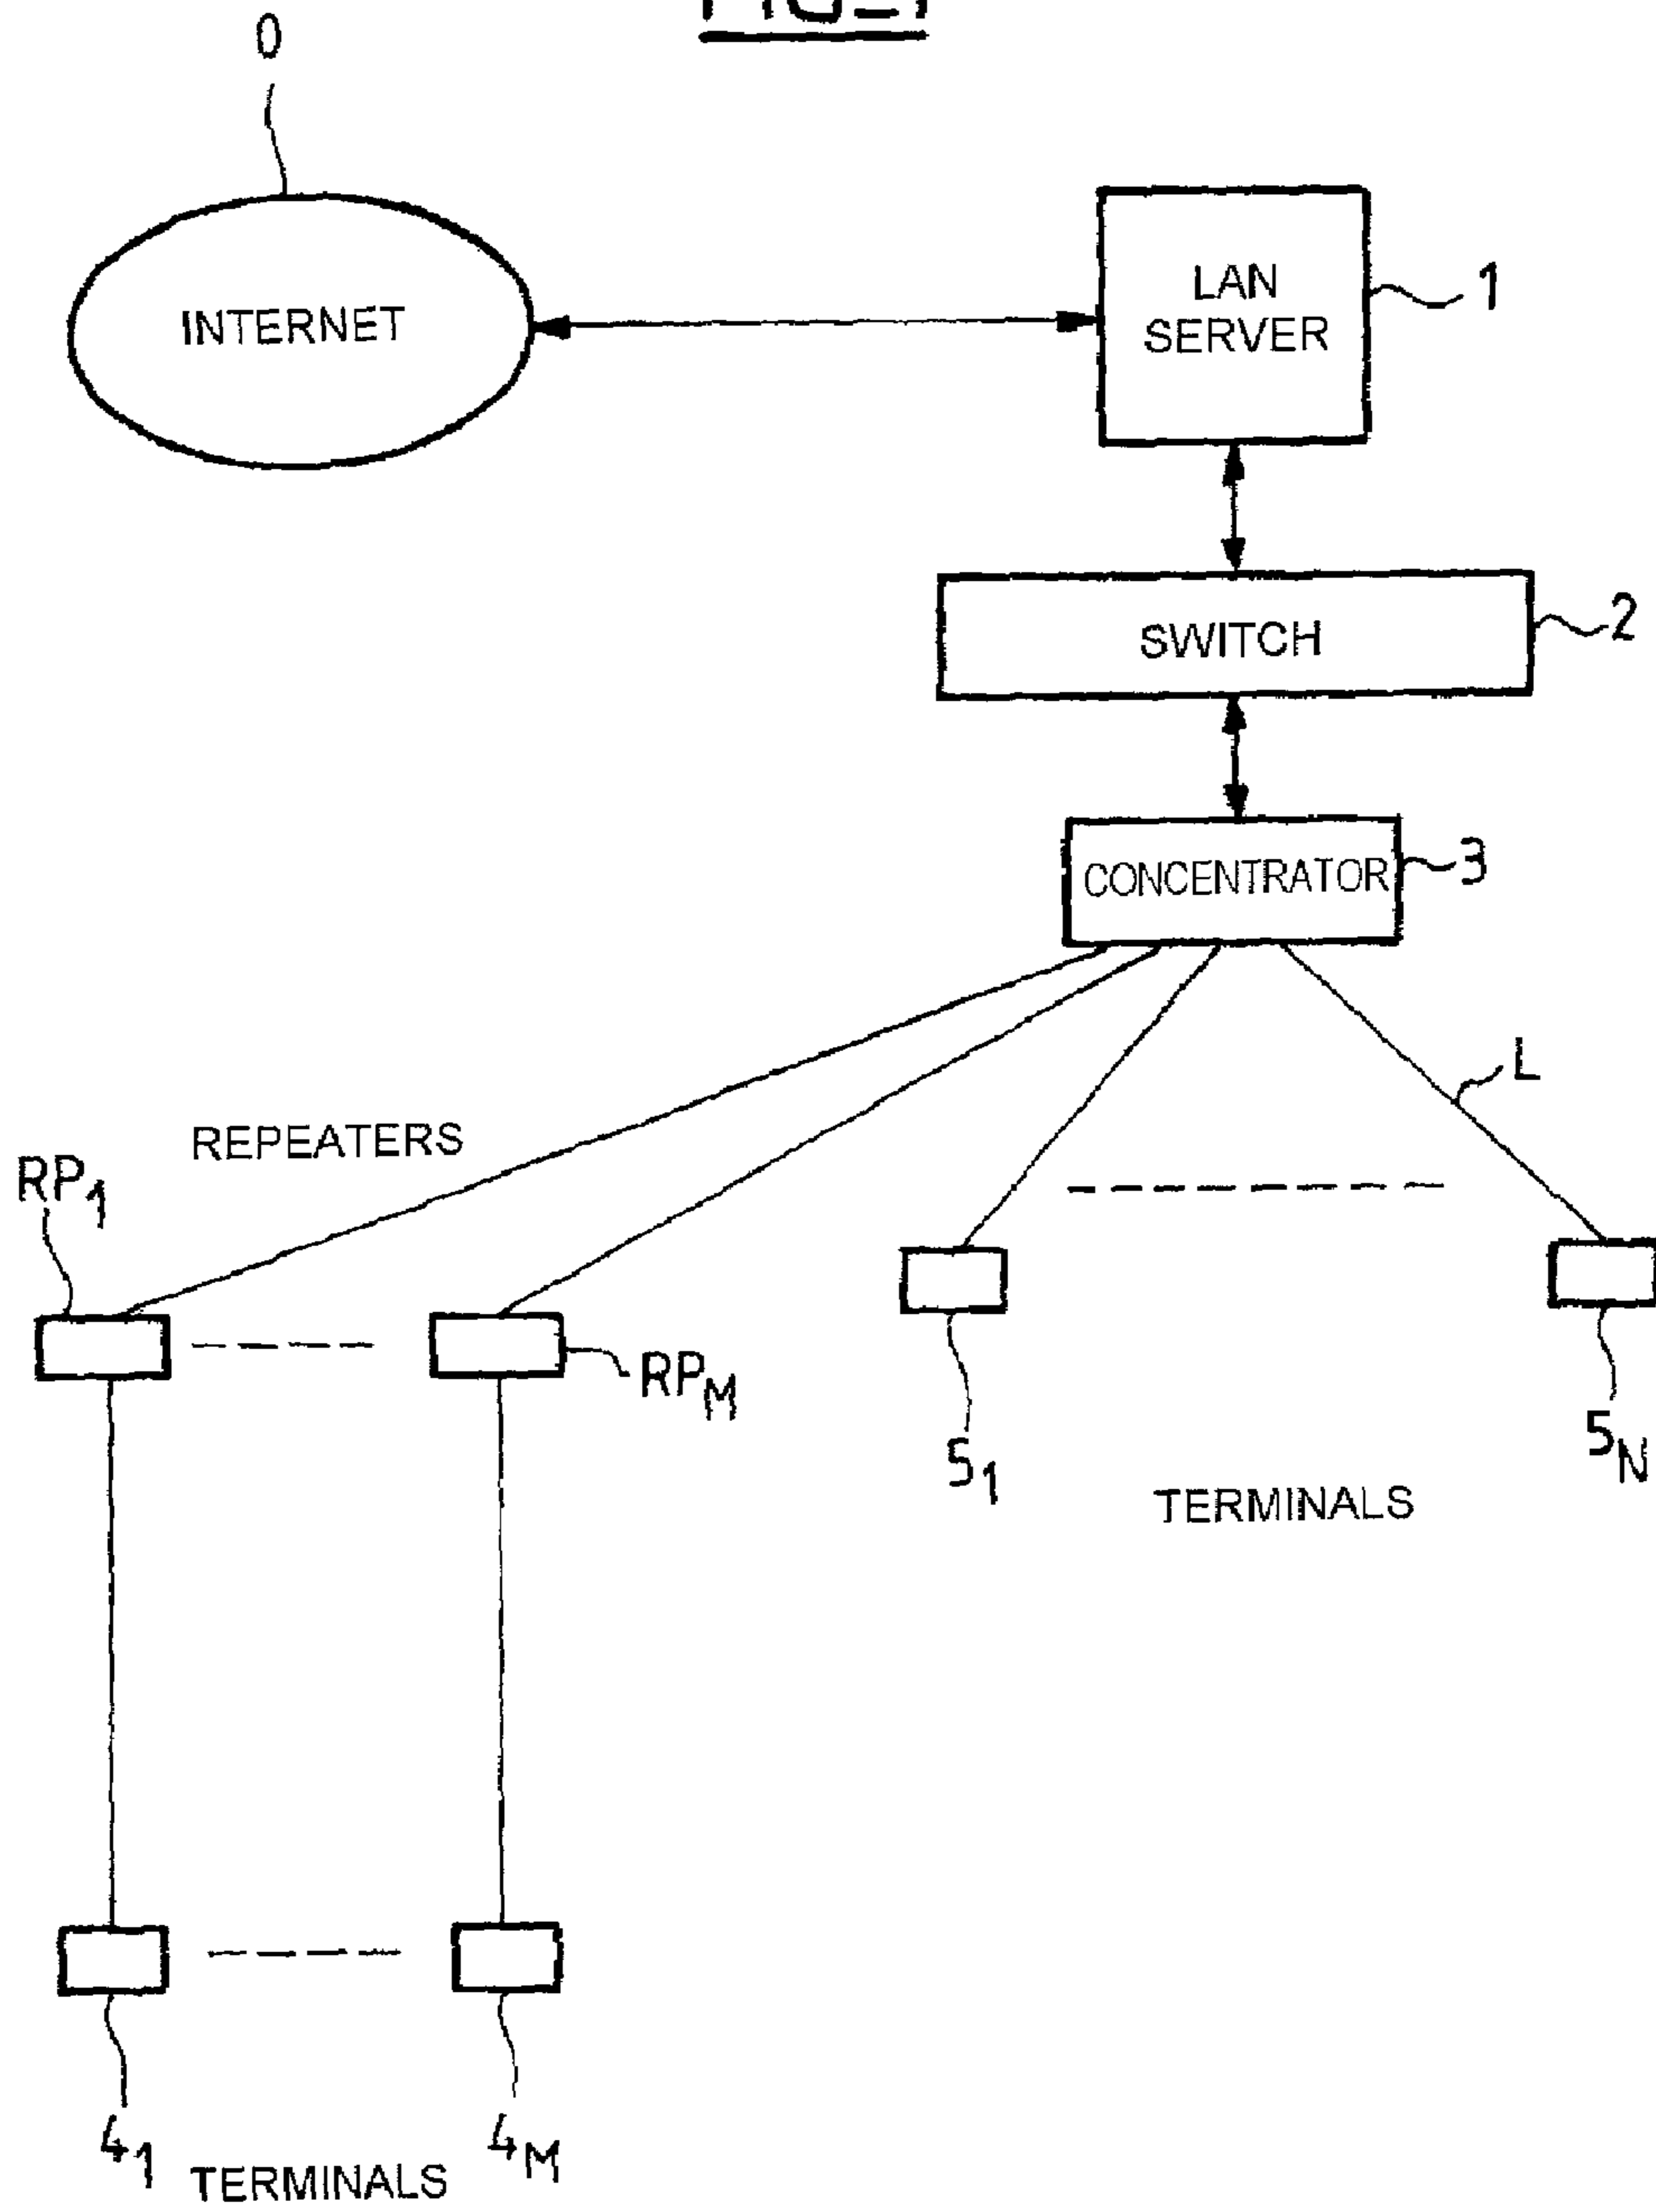 0
INTERNET
LAN
SERVER
1
SWITCH
2
CONCENTRATOR
3
L
REPEATERS
RP1
RPM
51
5N
TERMINALS
41
4M
TERMINALS